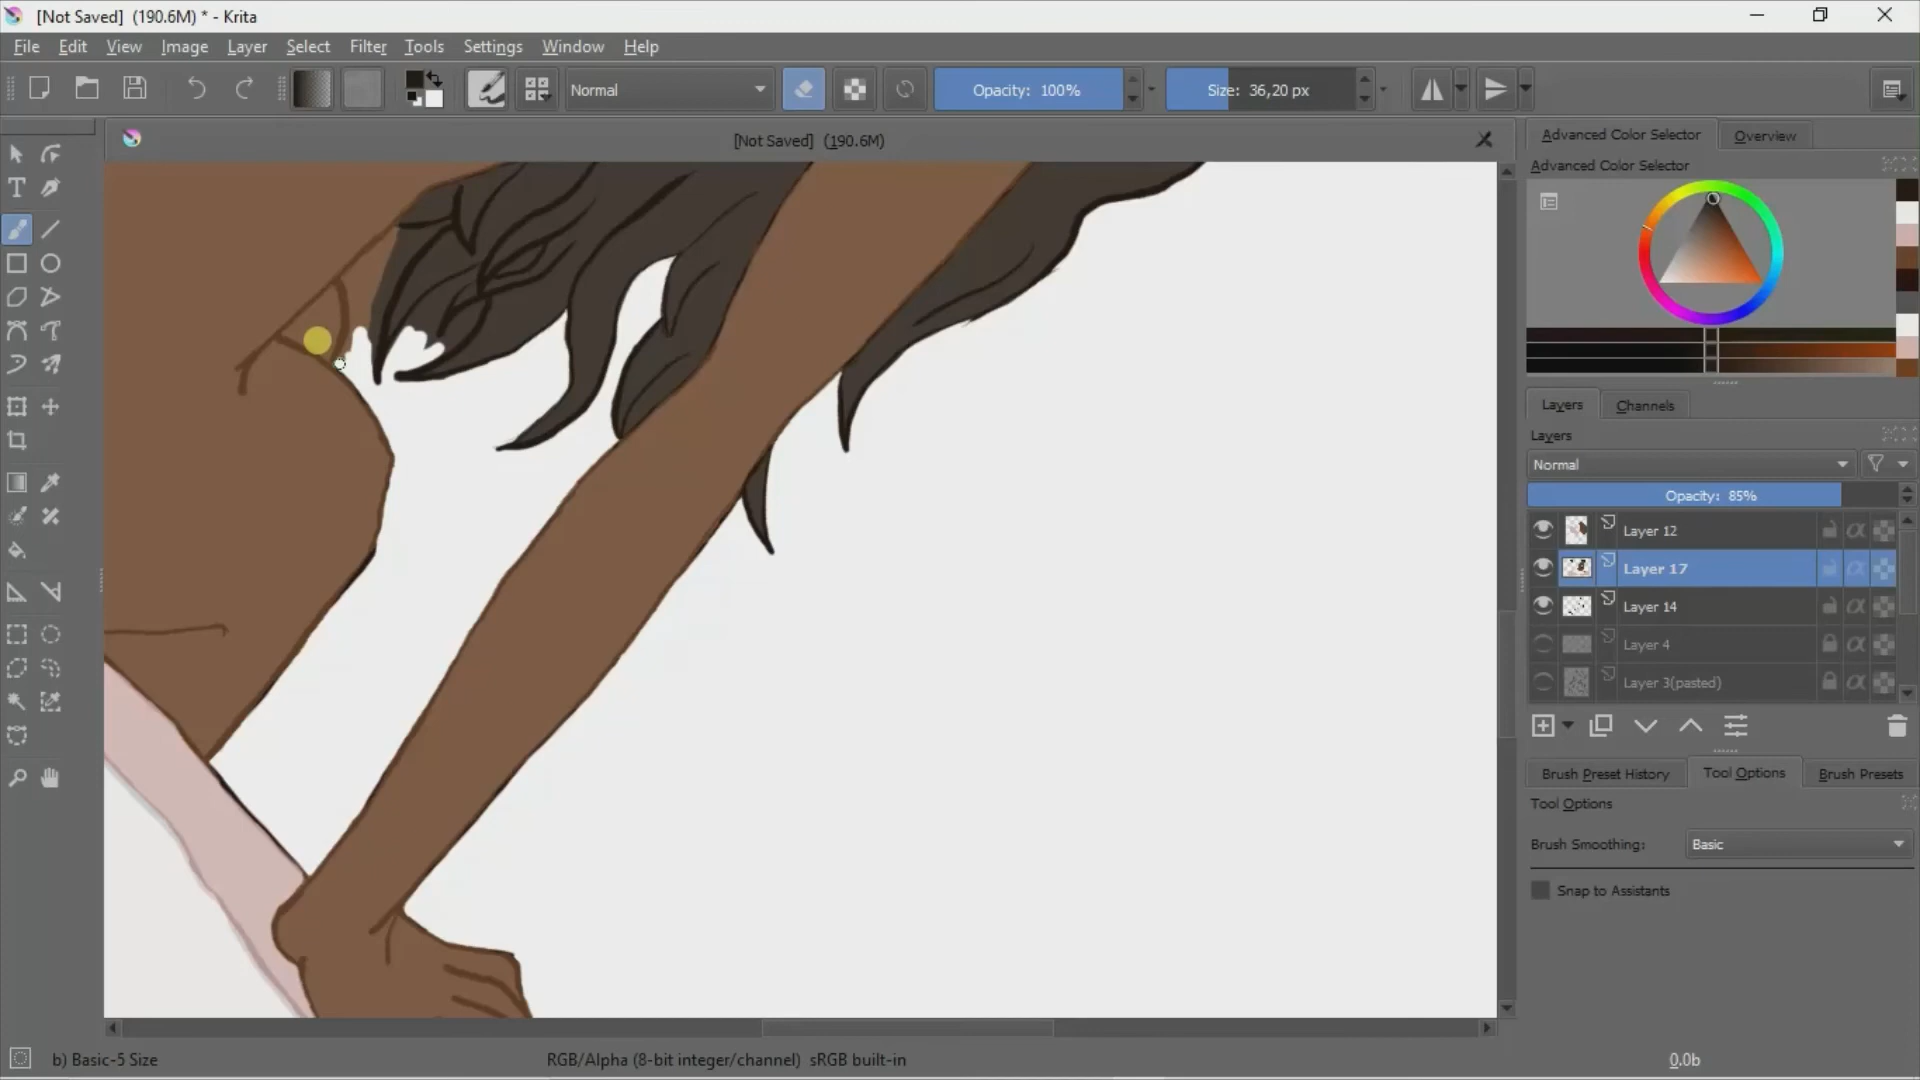 [Not Saved]  (190.6M) * - Krita
File Edit View Image Layer Select Filter Tools Settings Window Help
Normal Opacity: 100% Size: 36,20 px
[Not Saved]  (190.6M)
Advanced Color Selector Overview
Advanced Color Selector
Layers Channels
Layers
Normal
Opacity: 85%
Layer 12
Layer 17
Layer 14
Layer 4
Layer 3(pasted)
Brush Preset History Tool Options Brush Presets
Tool Options
Brush Smoothing: Basic
Snap to Assistants
b) Basic-5 Size RGB/Alpha (8-bit integer/channel)  sRGB built-in 0.0b